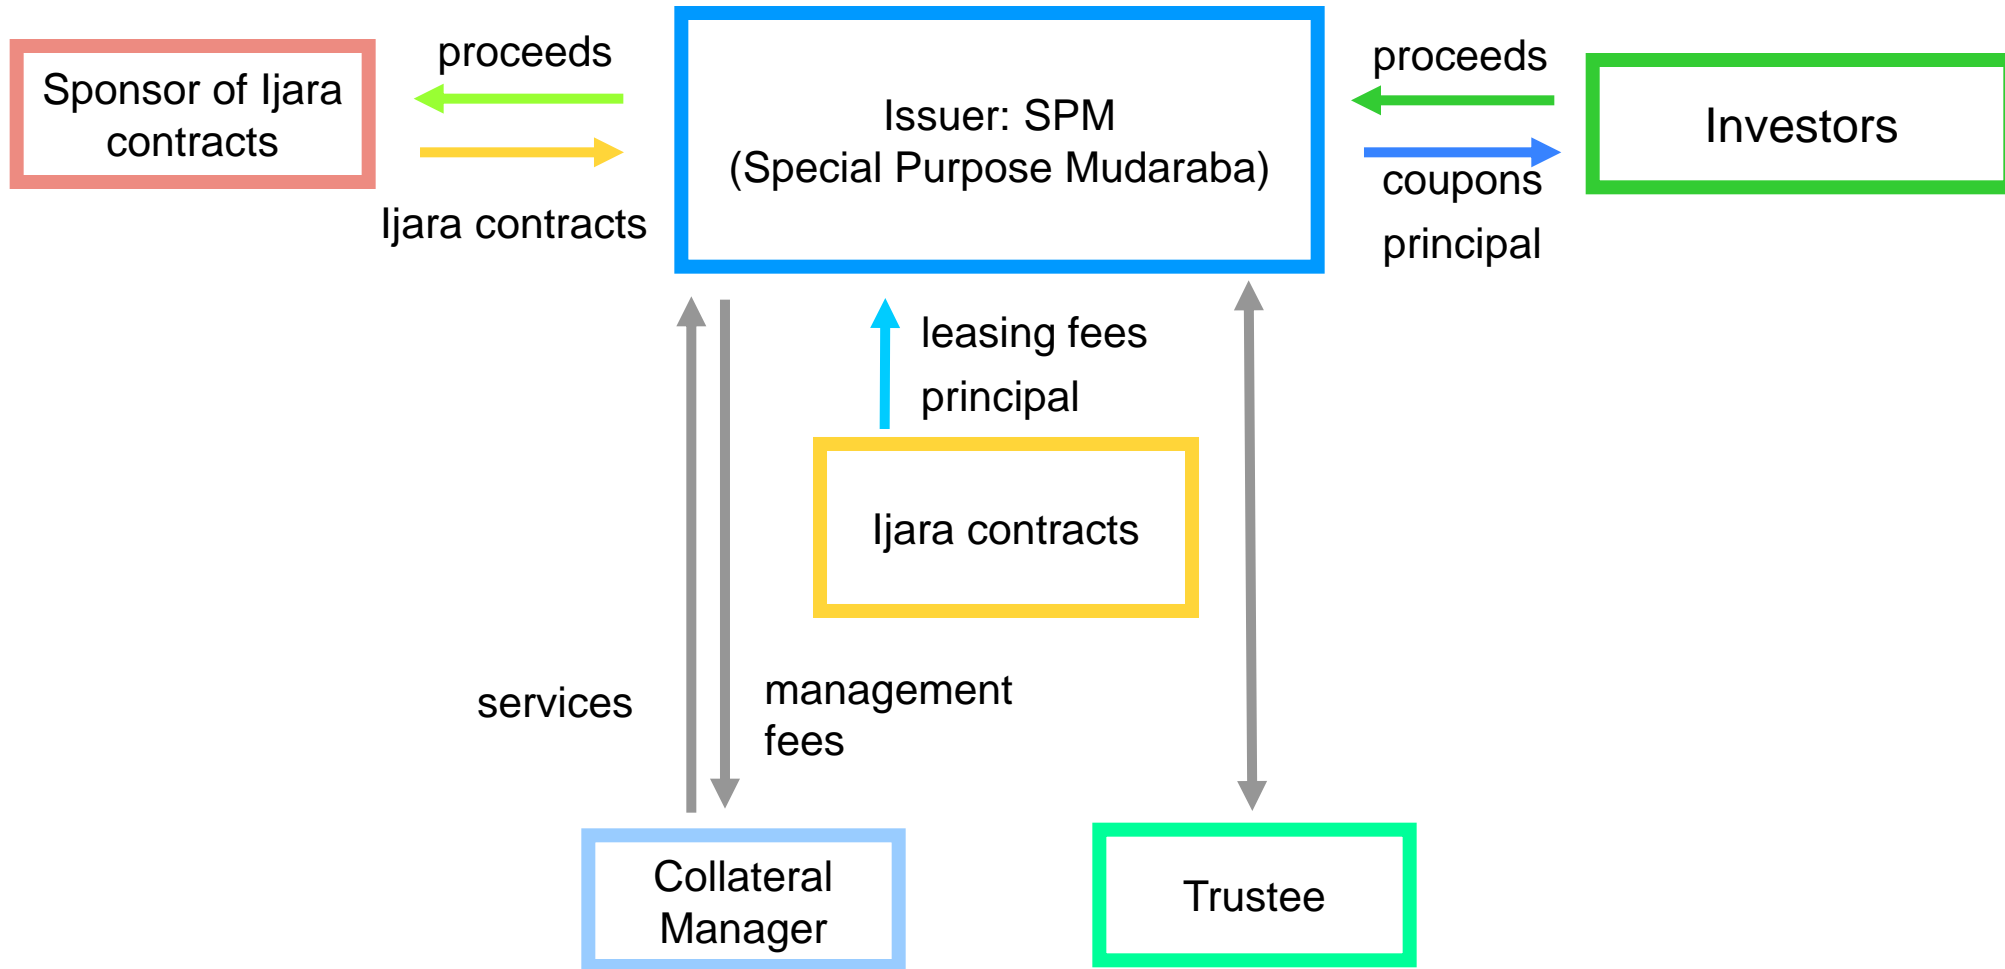 Sponsor of Ijara
contracts
proceeds
Ijara contracts
Issuer: SPM
(Special Purpose Mudaraba)
proceeds
coupons
principal
Investors
leasing fees
principal
Ijara contracts
services
management
fees
Collateral
Manager
Trustee